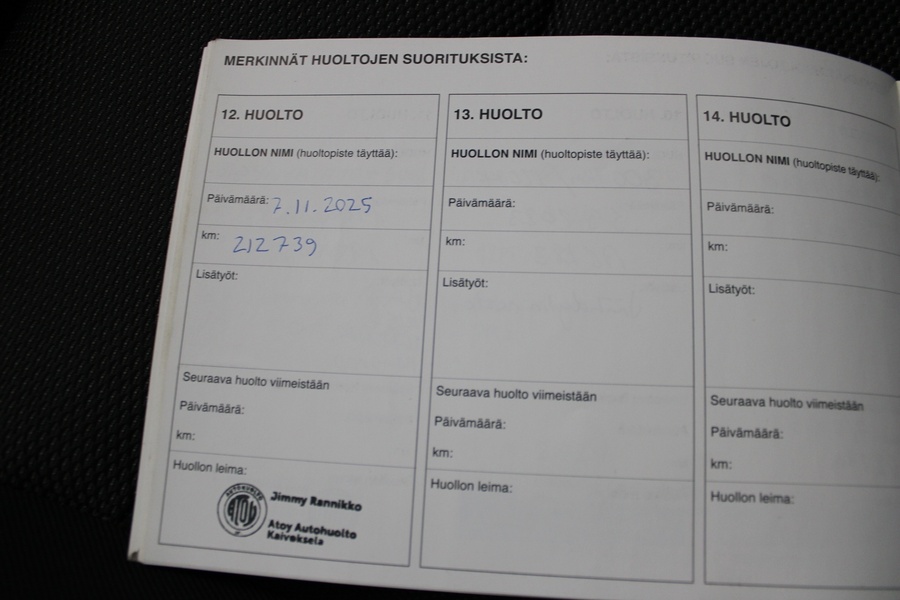 MERKINNÄT HUOLTOJEN SUORITUKSISTA:
12. HUOLTO
HUOLLON NIMI (huoltopiste täyttää):
Päivämäärä: 7.11.2025
km: 212739
Lisätyöt:
Seuraava huolto viimeistään
Päivämäärä:
km:
Huollon leima:
ATOY
Jimmy Rannikko
Atoy Autohuolto
Kaivoksela
13. HUOLTO
HUOLLON NIMI (huoltopiste täyttää):
Päivämäärä:
km:
Lisätyöt:
Seuraava huolto viimeistään
Päivämäärä:
km:
Huollon leima:
14. HUOLTO
HUOLLON NIMI (huoltopiste täyttää):
Päivämäärä:
km:
Lisätyöt:
Seuraava huolto viimeistään
Päivämäärä:
km:
Huollon leima: